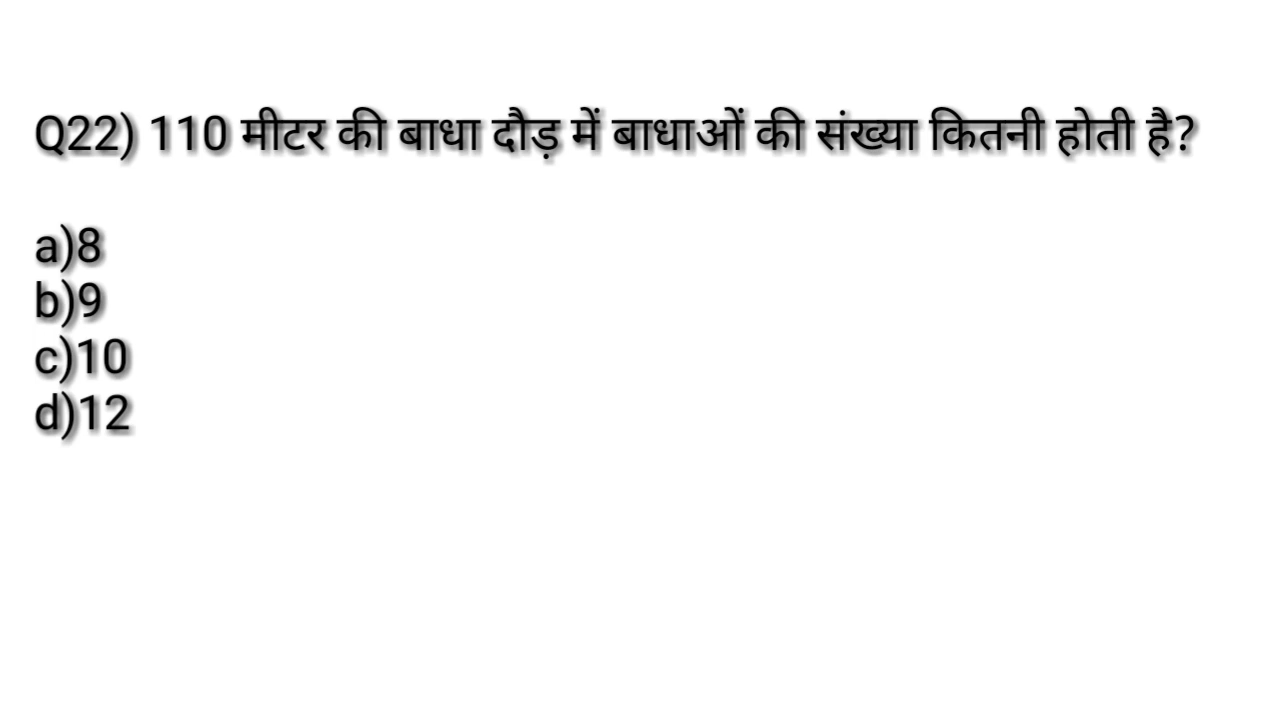 Q22) 110 मीटर की बाधा दौड़ में बाधाओं की संख्या कितनी होती है?
a)8
b)9
c)10
d)12